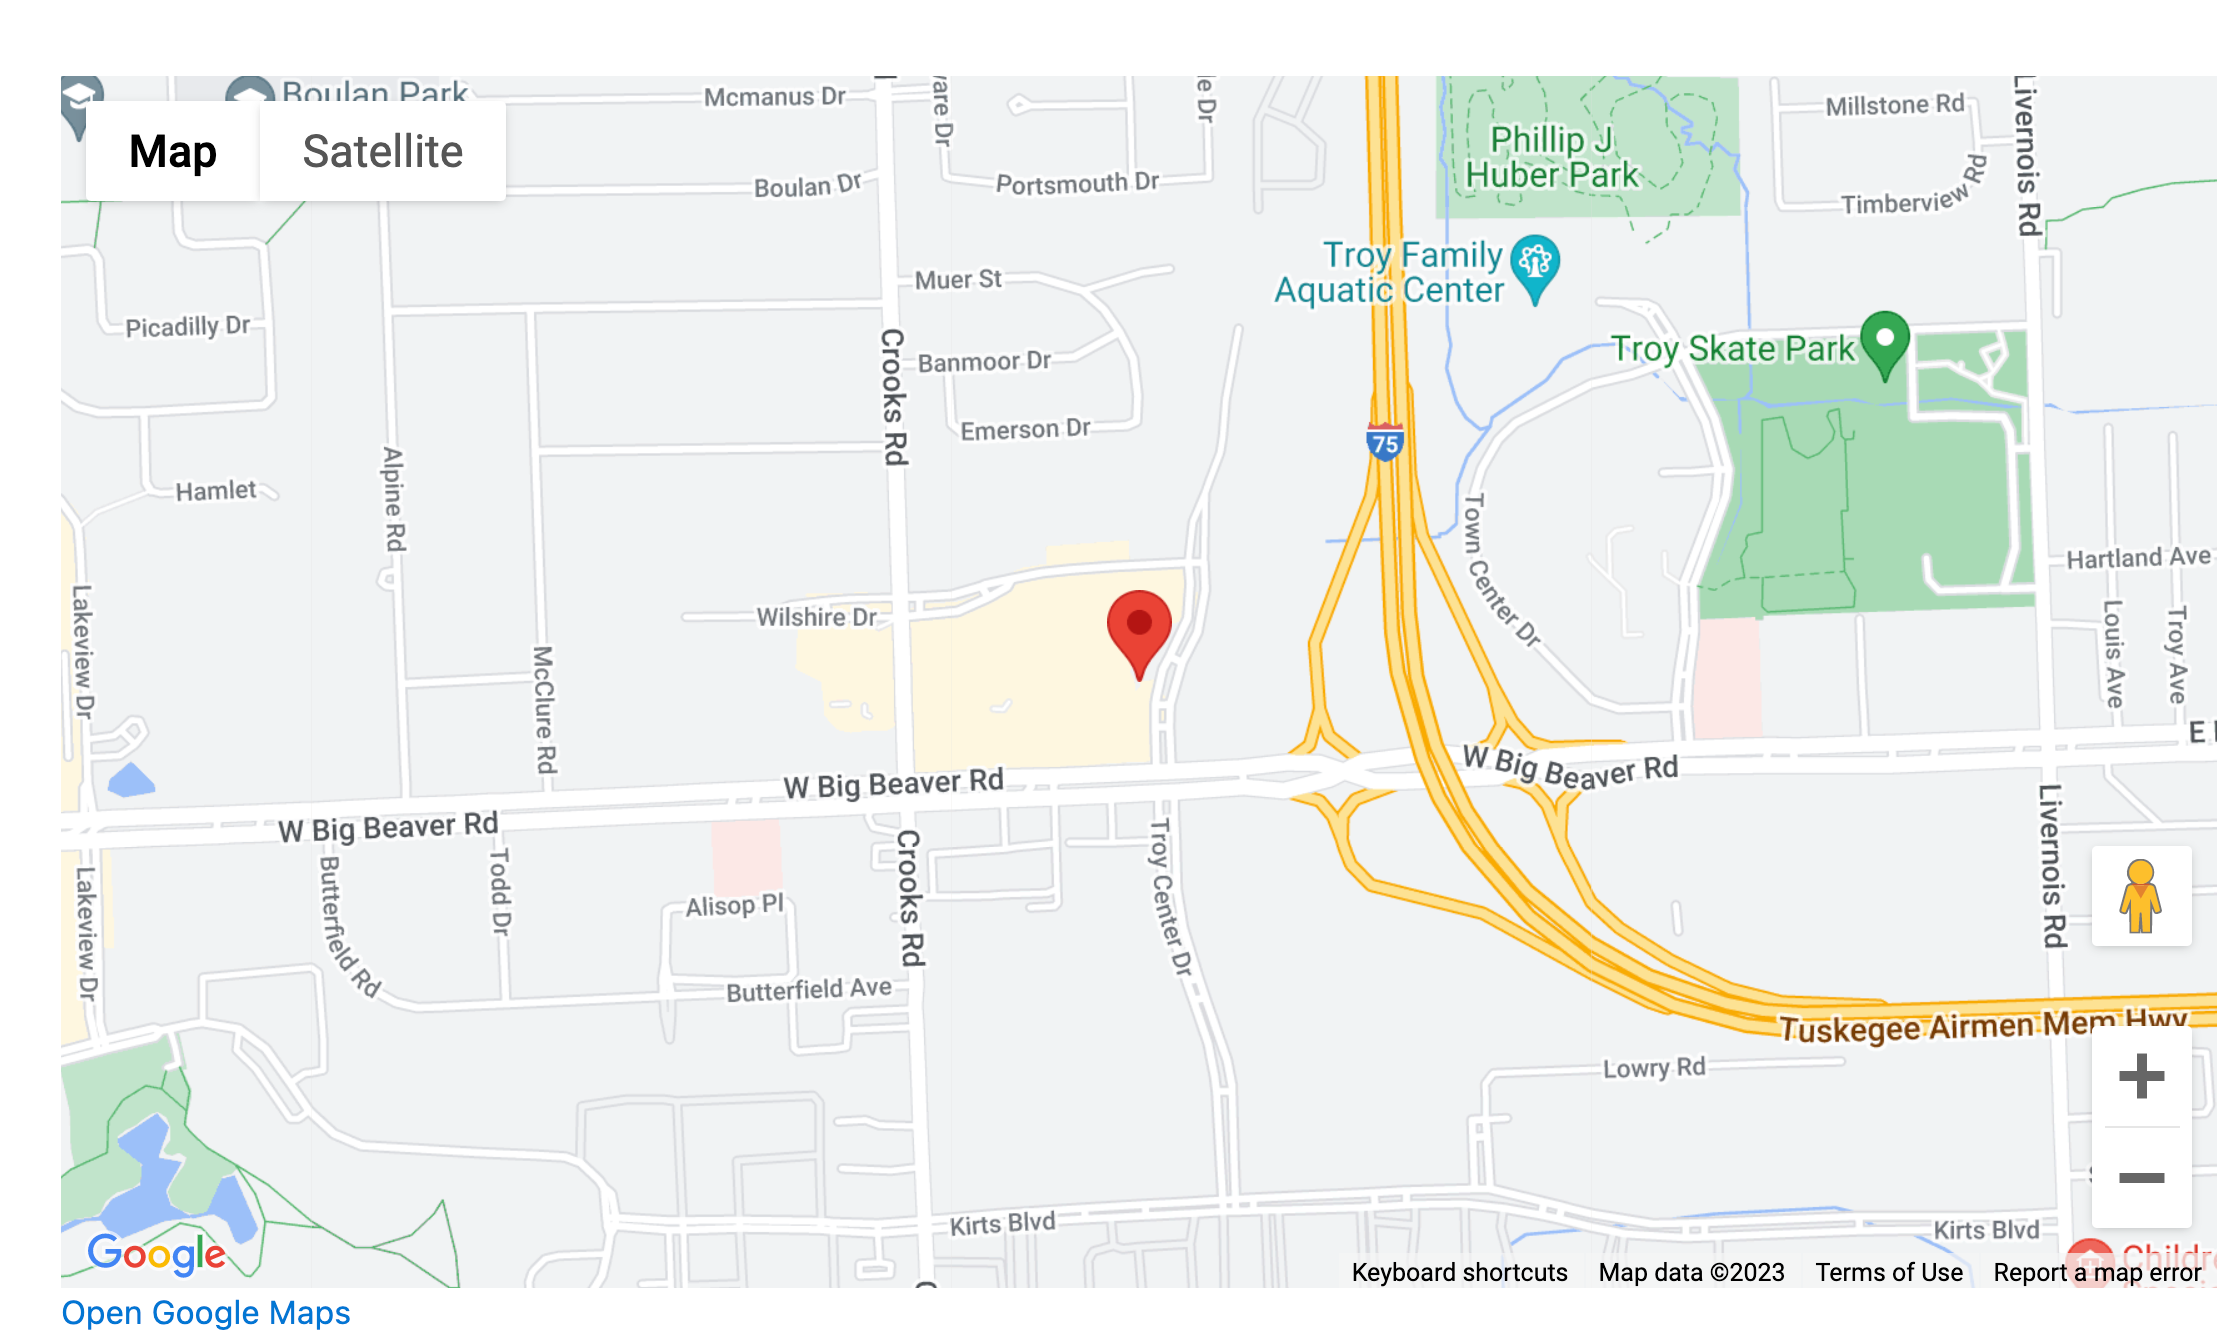 Boulan Park
Map
Satellite
Mcmanus Dr
Millstone Rd
Livernois Rd
Phillip J
Huber Park
Boulan Dr
Portsmouth Dr
Timberview Rd
Troy Family
Aquatic Center
Muer St
Picadilly Dr
Crooks Rd
Banmoor Dr
Troy Skate Park
Emerson Dr
75
Alpine Rd
Hamlet
Town Center Dr
Hartland Ave
Lakeview Dr
Wilshire Dr
Louis Ave
Troy Ave
McClure Rd
W Big Beaver Rd
W Big Beaver Rd
W Big Beaver Rd
E
Livernois Rd
Troy Center Dr
Crooks Rd
Butterfield Rd
Todd Dr
Lakeview Dr
Alisop Pl
Butterfield Ave
Tuskegee Airmen Mem Hwy
Lowry Rd
Kirts Blvd
Kirts Blvd
Google
Keyboard shortcuts
Map data ©2023
Terms of Use
Report a map error
Open Google Maps